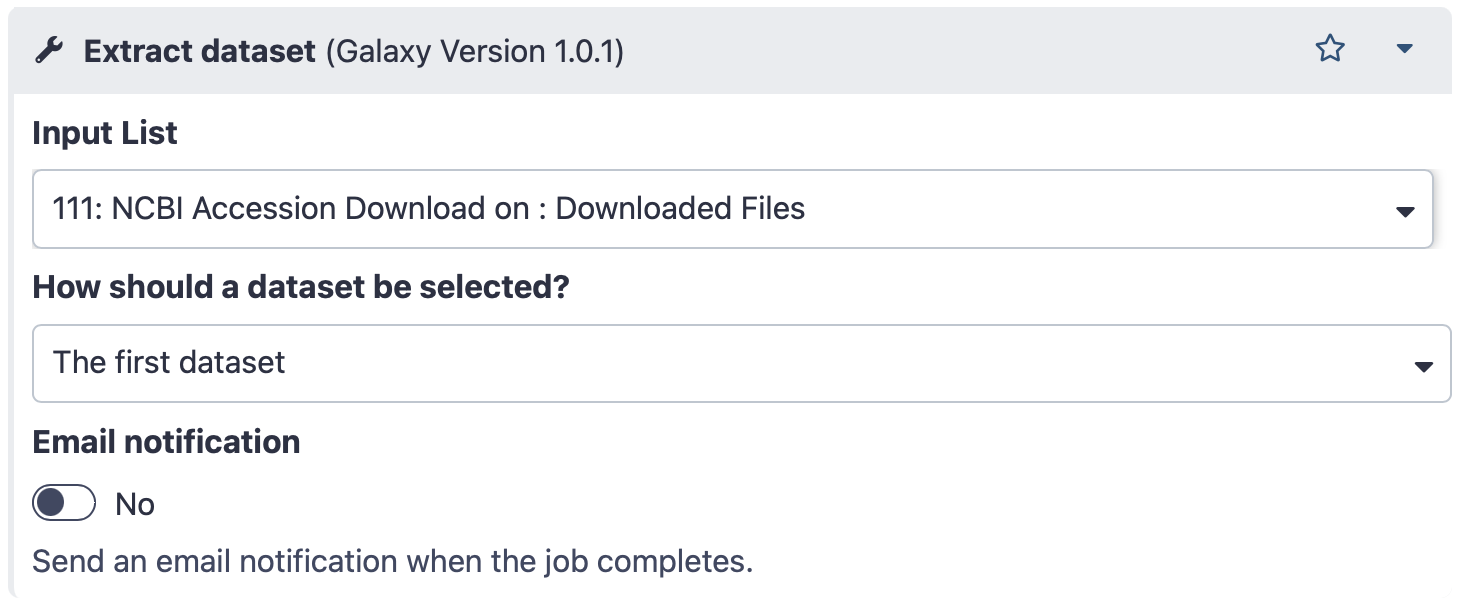 Extract dataset (Galaxy Version 1.0.1)
Input List
111: NCBI Accession Download on : Downloaded Files
How should a dataset be selected?
The first dataset
Email notification
No
Send an email notification when the job completes.